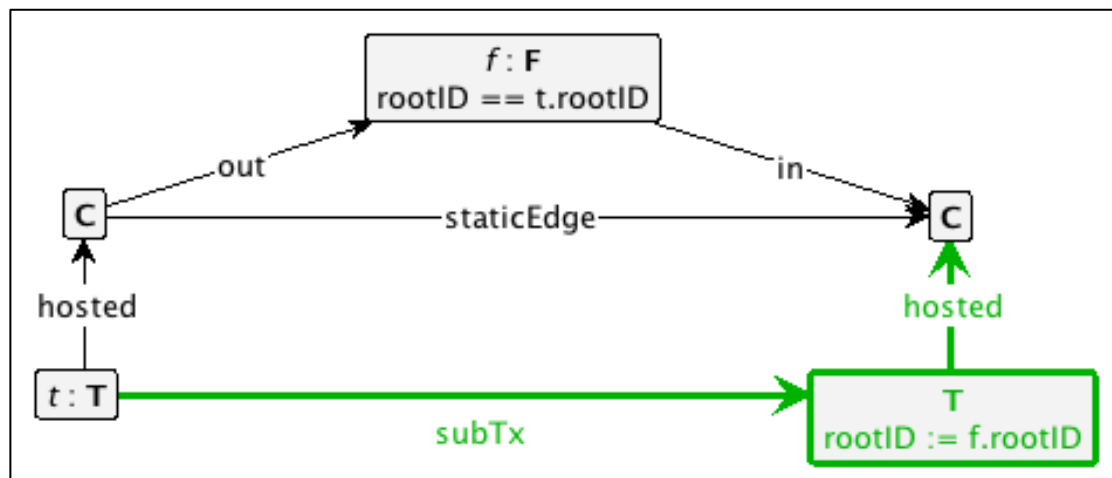 f : F
rootID == t.rootID
out
in
C
staticEdge
C
hosted
hosted
t : T
subTx
T
rootID := f.rootID